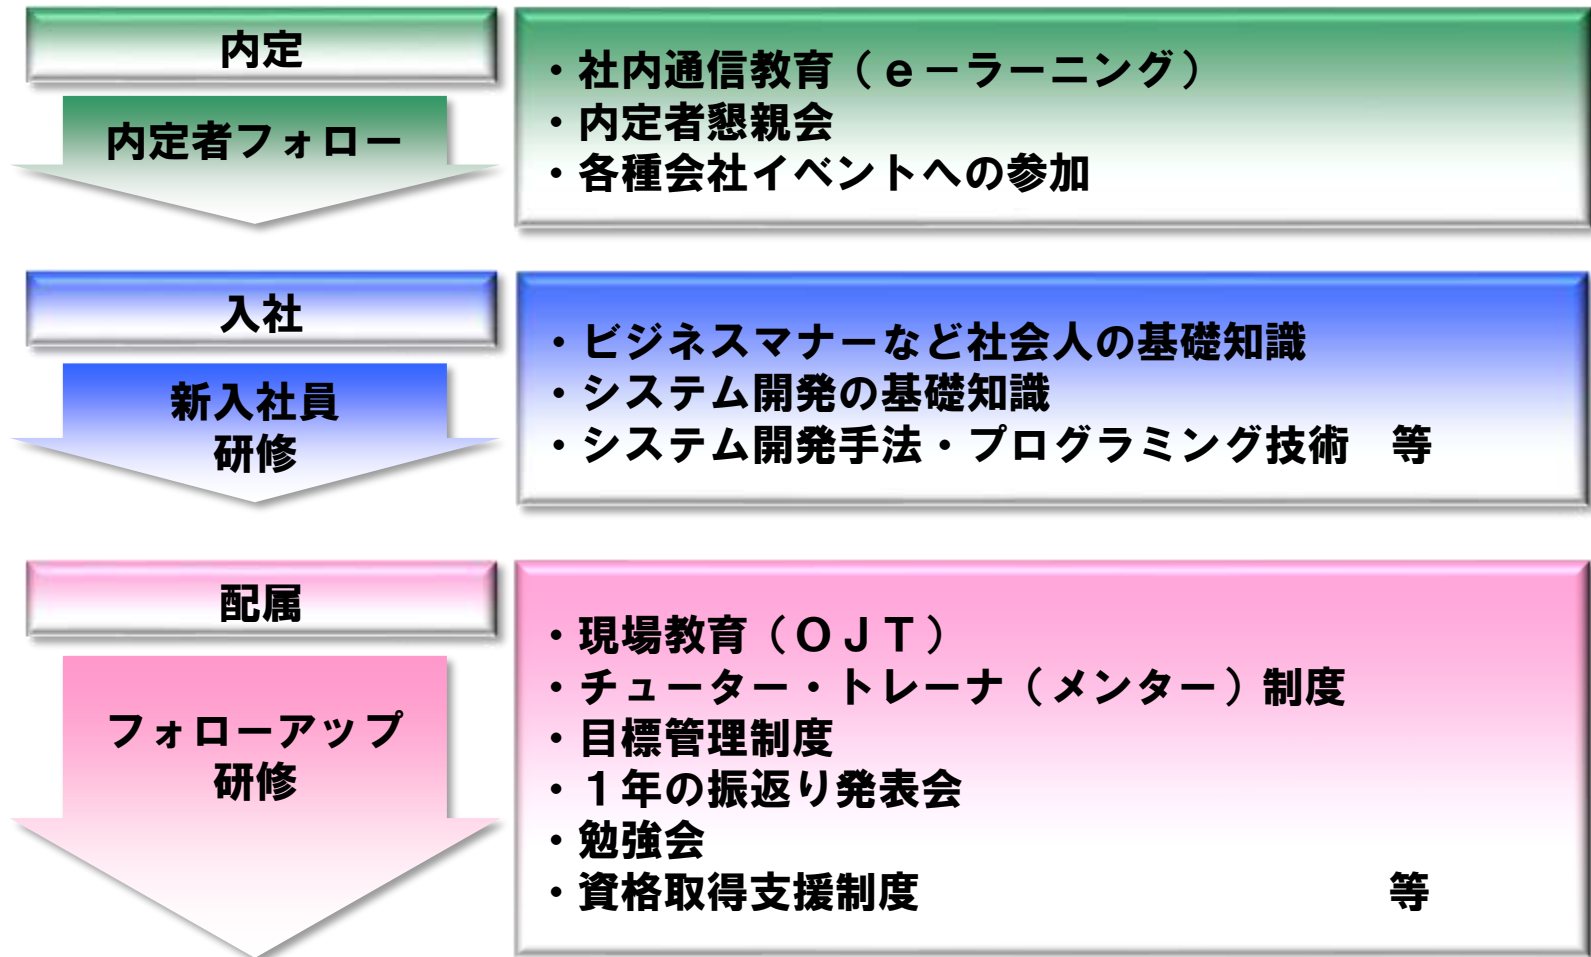 内定
内定者フォロー
・社内通信教育（ｅ－ラーニング）
・内定者懇親会
・各種会社イベントへの参加
入社
新入社員
研修
・ビジネスマナーなど社会人の基礎知識
・システム開発の基礎知識
・システム開発手法・プログラミング技術　等
配属
フォローアップ
研修
・現場教育（ＯＪＴ）
・チューター・トレーナ（メンター）制度
・目標管理制度
・１年の振返り発表会
・勉強会
・資格取得支援制度　等